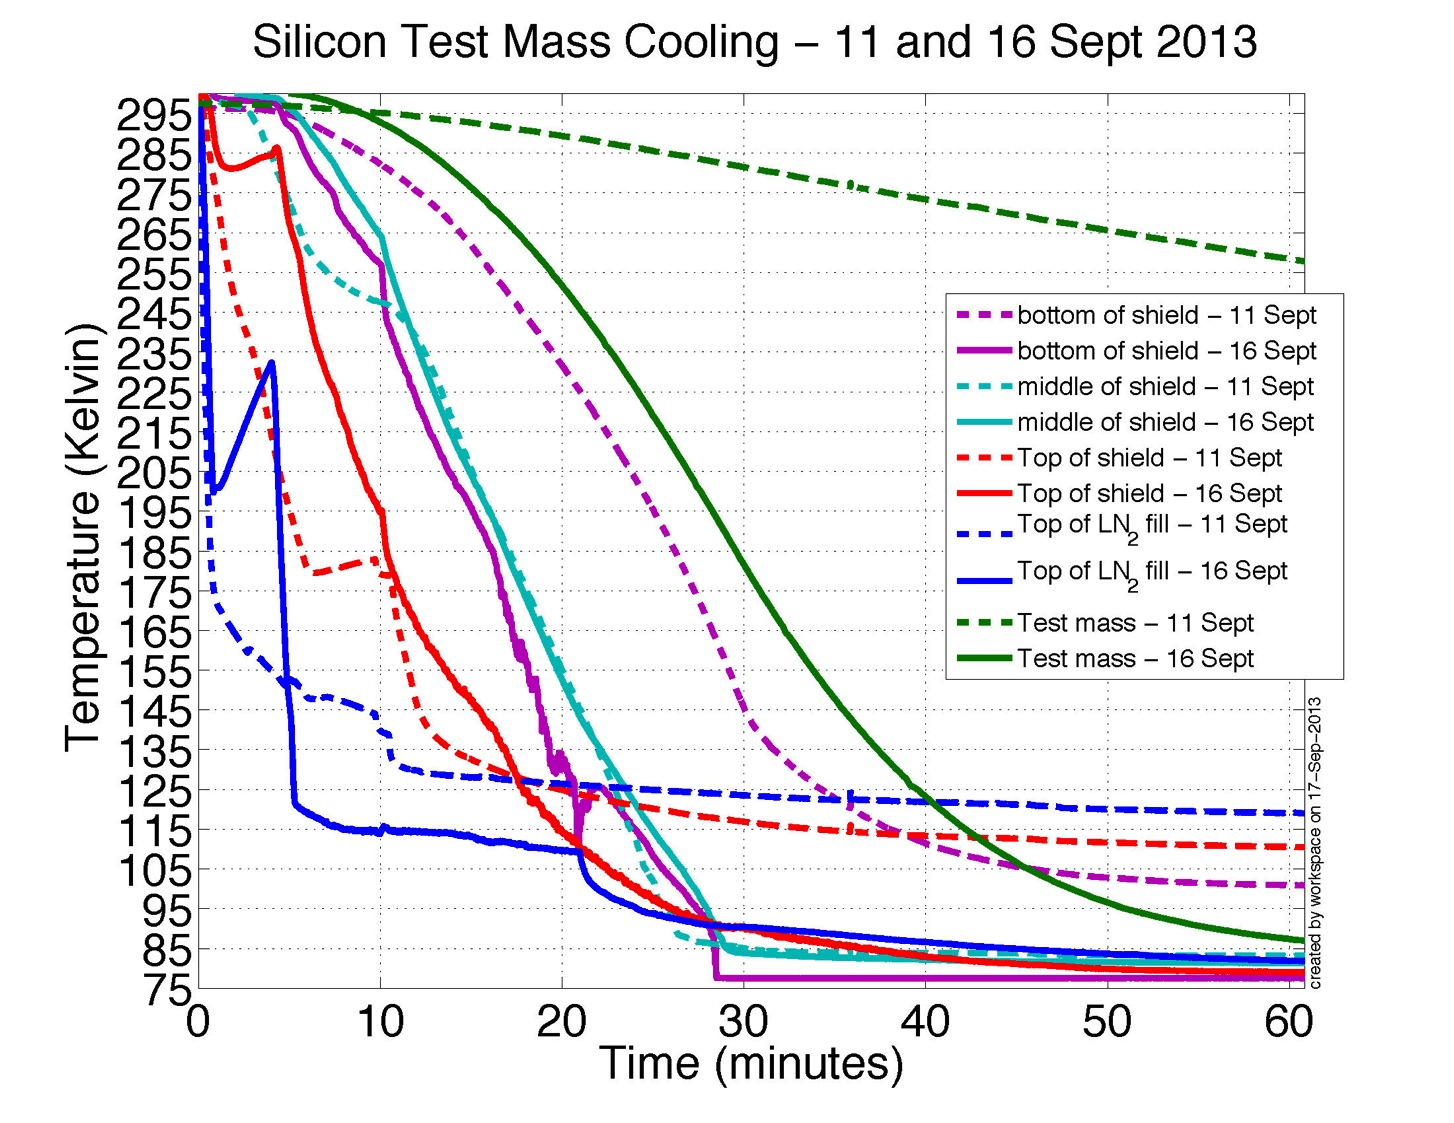 Silicon Test Mass Cooling – 11 and 16 Sept 2013
Temperature (Kelvin)
295
285
275
265
255
245
235
225
215
205
195
185
175
165
155
145
135
125
115
105
95
85
75
0 10 20 30 40 50 60
Time (minutes)
bottom of shield – 11 Sept
bottom of shield – 16 Sept
middle of shield – 11 Sept
middle of shield – 16 Sept
Top of shield – 11 Sept
Top of shield – 16 Sept
Top of LN2 fill – 11 Sept
Top of LN2 fill – 16 Sept
Test mass – 11 Sept
Test mass – 16 Sept
created by workspace on 17–Sep–2013